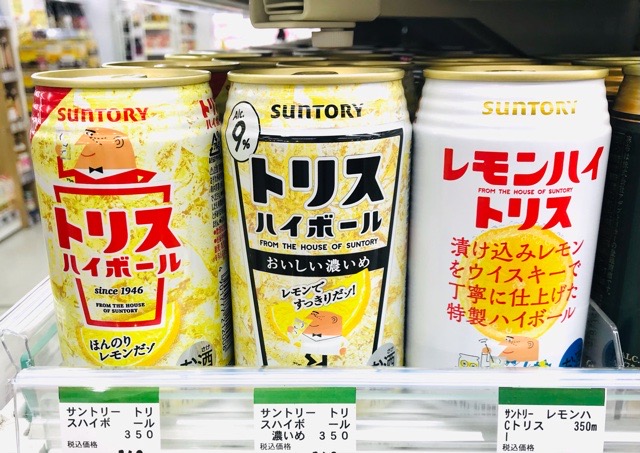 SUNTORY
トリス
ハイボール
since 1946
FROM THE
HOUSE OF
SUNTORY
ほんのり
レモンだゾ
お酒
SUNTORY
Alc.
9%
トリス
ハイボール
FROM THE HOUSE OF SUNTORY
おいしい濃いめ
レモンで
すっきりだゾ!
SUNTORY
レモンハイ
FROM THE HOUSE OF SUNTORY
トリス
漬け込みレモン
をウイスキーで
丁寧に仕上げた
特製ハイボール
サントリー トリ
スハイボ ール
350
税込価格
サントリー トリ
スハイボ ール
濃いめ 350
税込価格
サントリー レモンハ
Cトリス 350m
l
税込価格